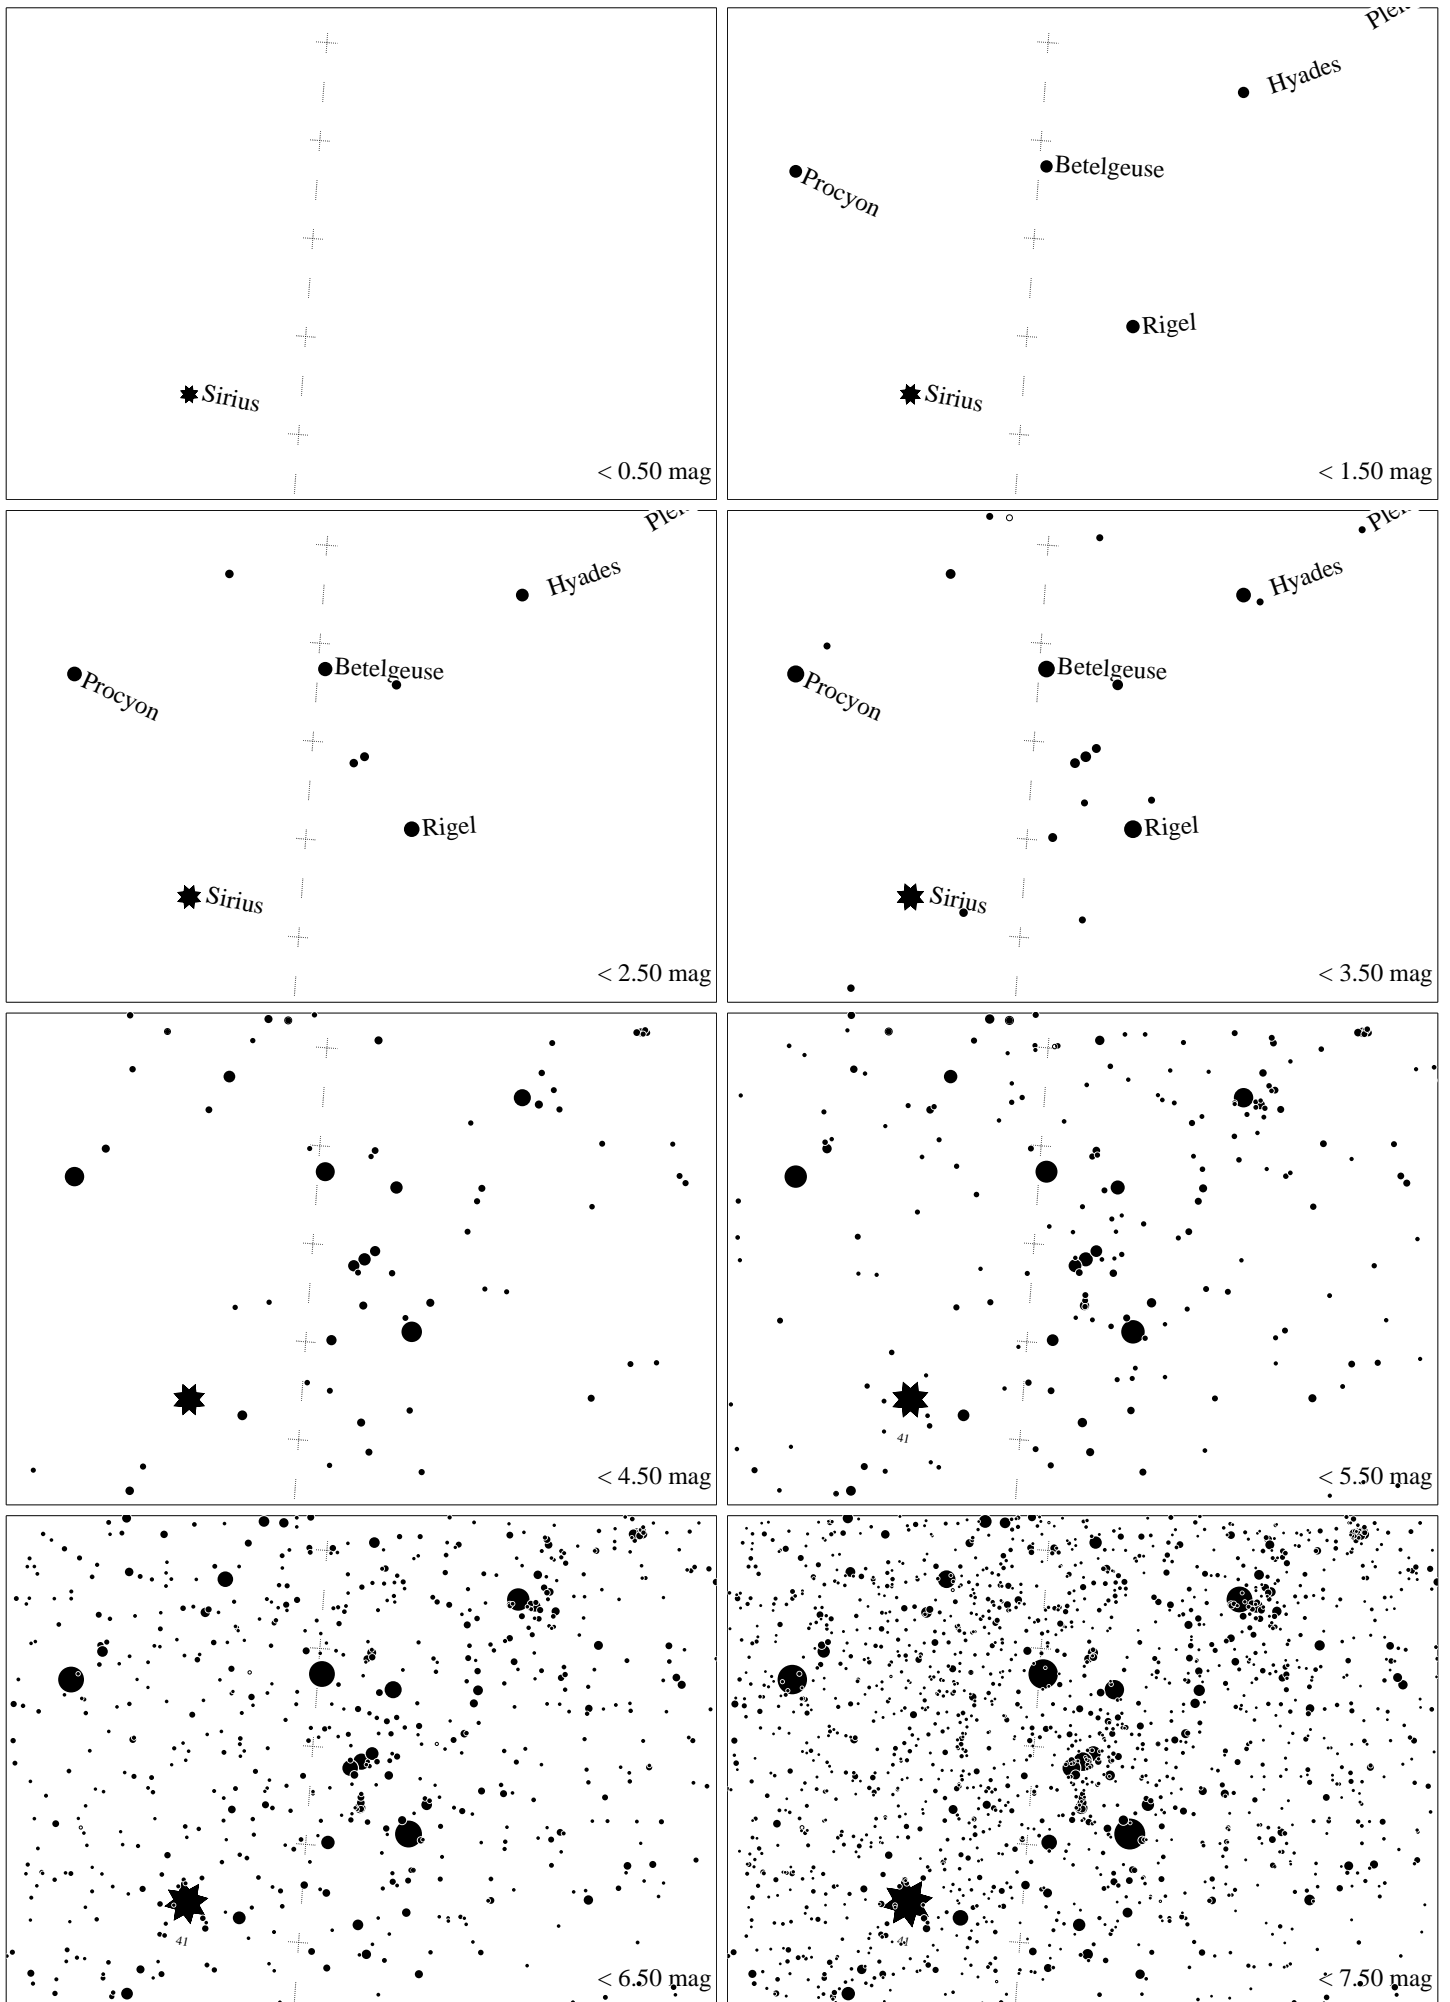 Sirius
< 0.50 mag
Hyades
Betelgeuse
Procyon
Rigel
Sirius
< 1.50 mag
Hyades
Betelgeuse
Procyon
Rigel
Sirius
< 2.50 mag
Hyades
Betelgeuse
Procyon
Rigel
Sirius
< 3.50 mag
< 4.50 mag
41
< 5.50 mag
41
< 6.50 mag
41
< 7.50 mag